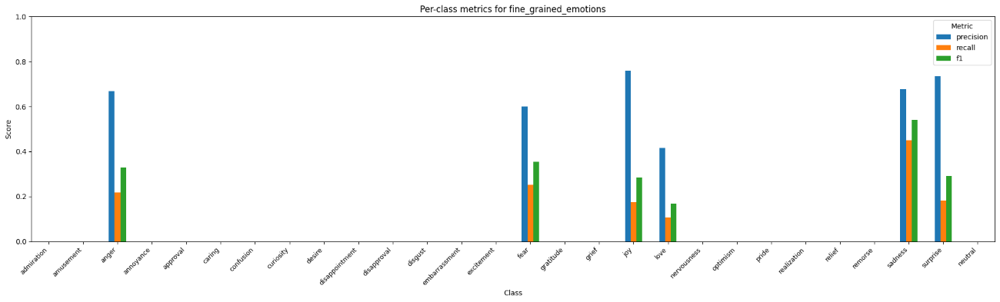 Per-class metrics for fine_grained_emotions
1.0
0.8
0.6
0.4
0.2
0.0
Score
Metric
precision
recall
f1
admiration
amusement
anger
annoyance
approval
caring
confusion
curiosity
desire
disappointment
disapproval
disgust
embarrassment
excitement
fear
gratitude
grief
joy
love
nervousness
optimism
pride
realization
relief
remorse
sadness
surprise
neutral
Class